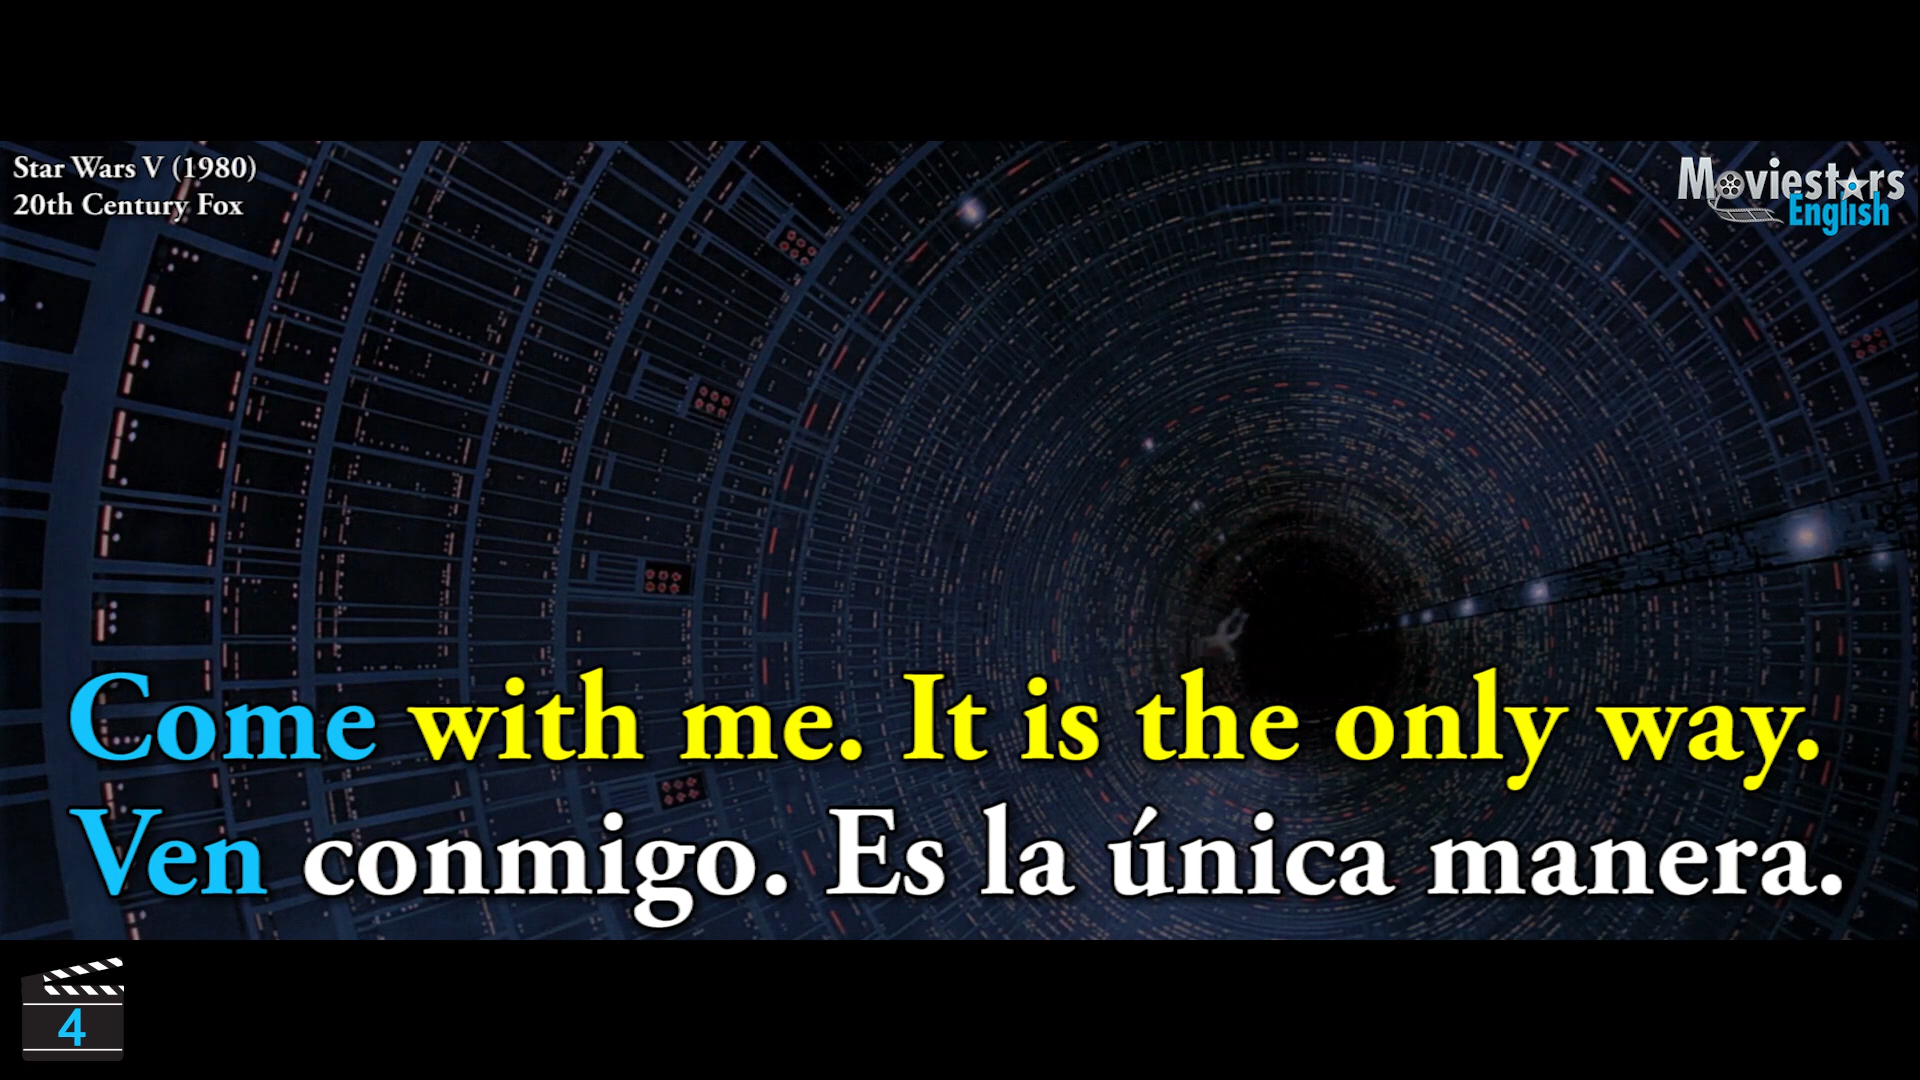 Star Wars V (1980)
20th Century Fox
Moviestars
English
Come with me. It is the only way.
Ven conmigo. Es la única manera.
4